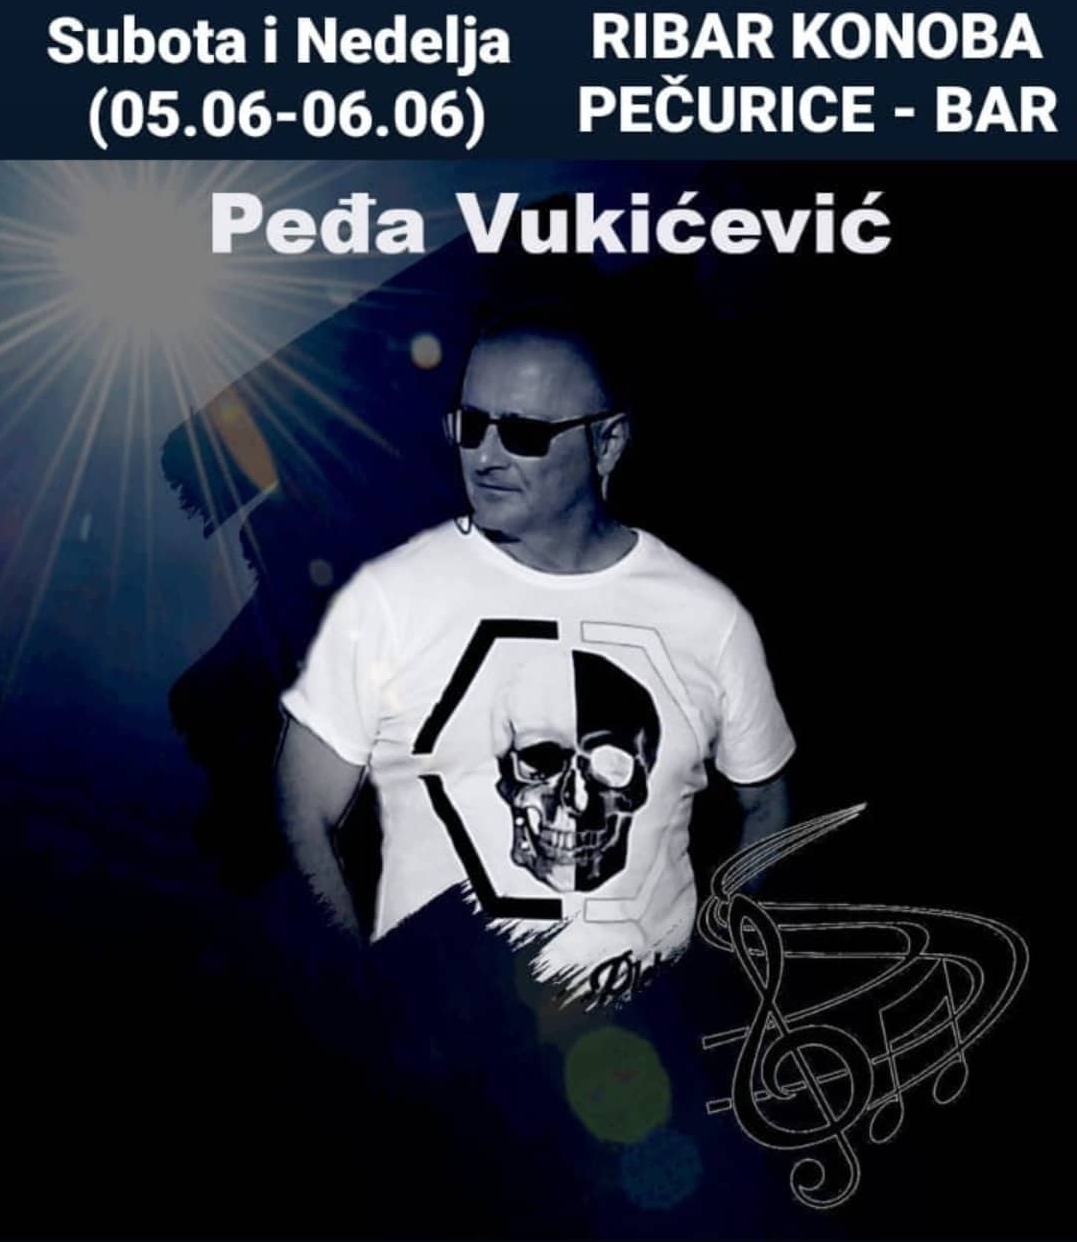 Subota i Nedelja
(05.06-06.06)
RIBAR KONOBA
PEČURICE - BAR
Peđa Vukićević